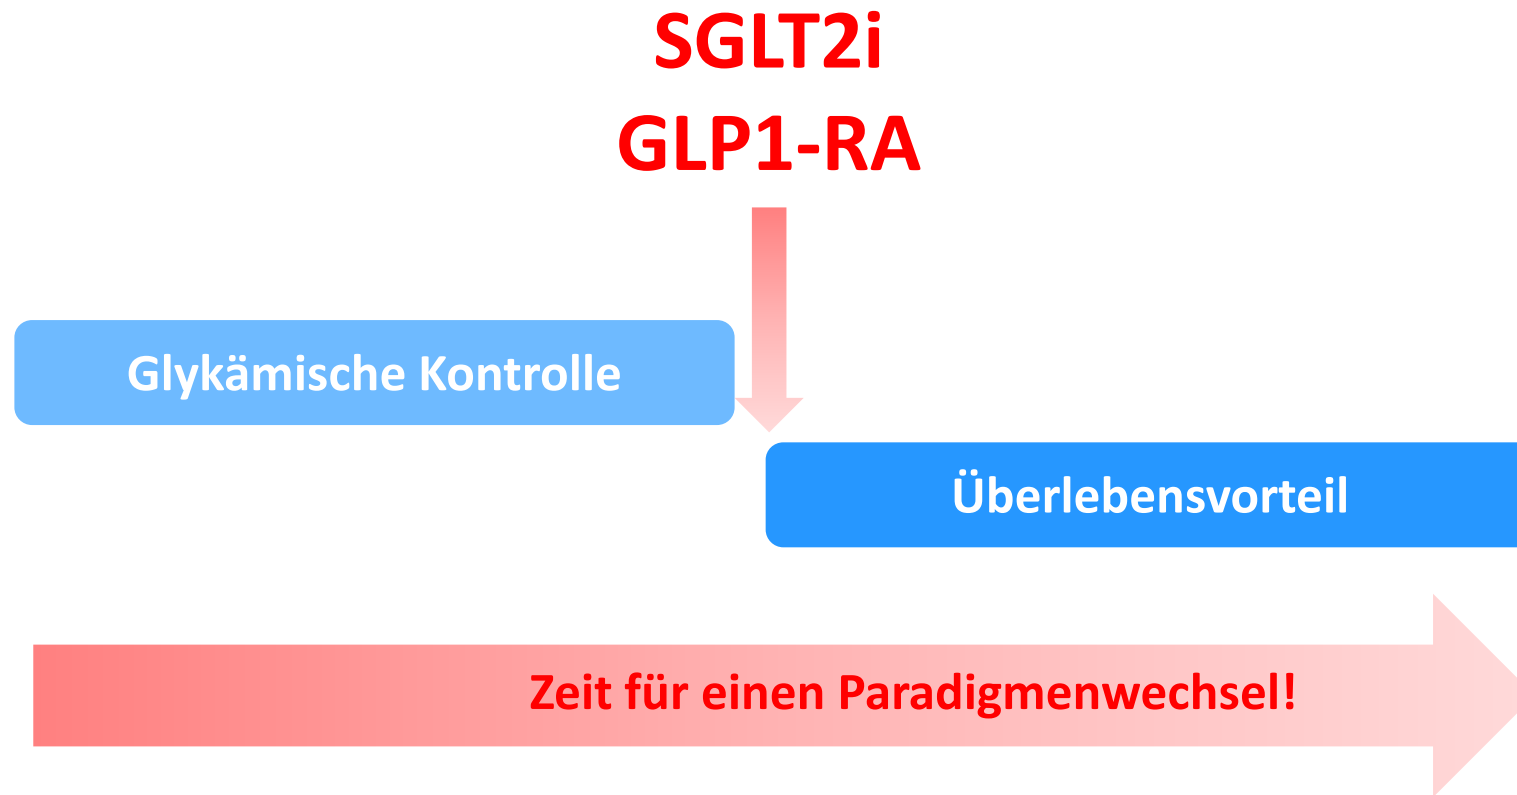 SGLT2i
GLP1-RA
Glykämische Kontrolle
Überlebensvorteil
Zeit für einen Paradigmenwechsel!